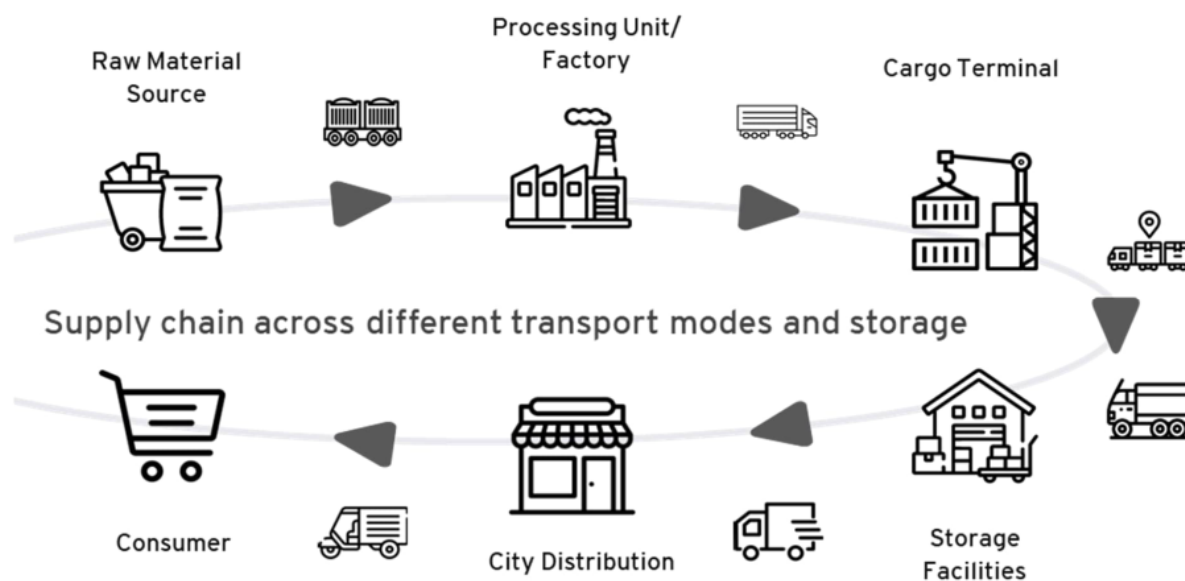 Raw Material
Source
Processing Unit/
Factory
Cargo Terminal
Supply chain across different transport modes and storage
Consumer
City Distribution
Storage
Facilities